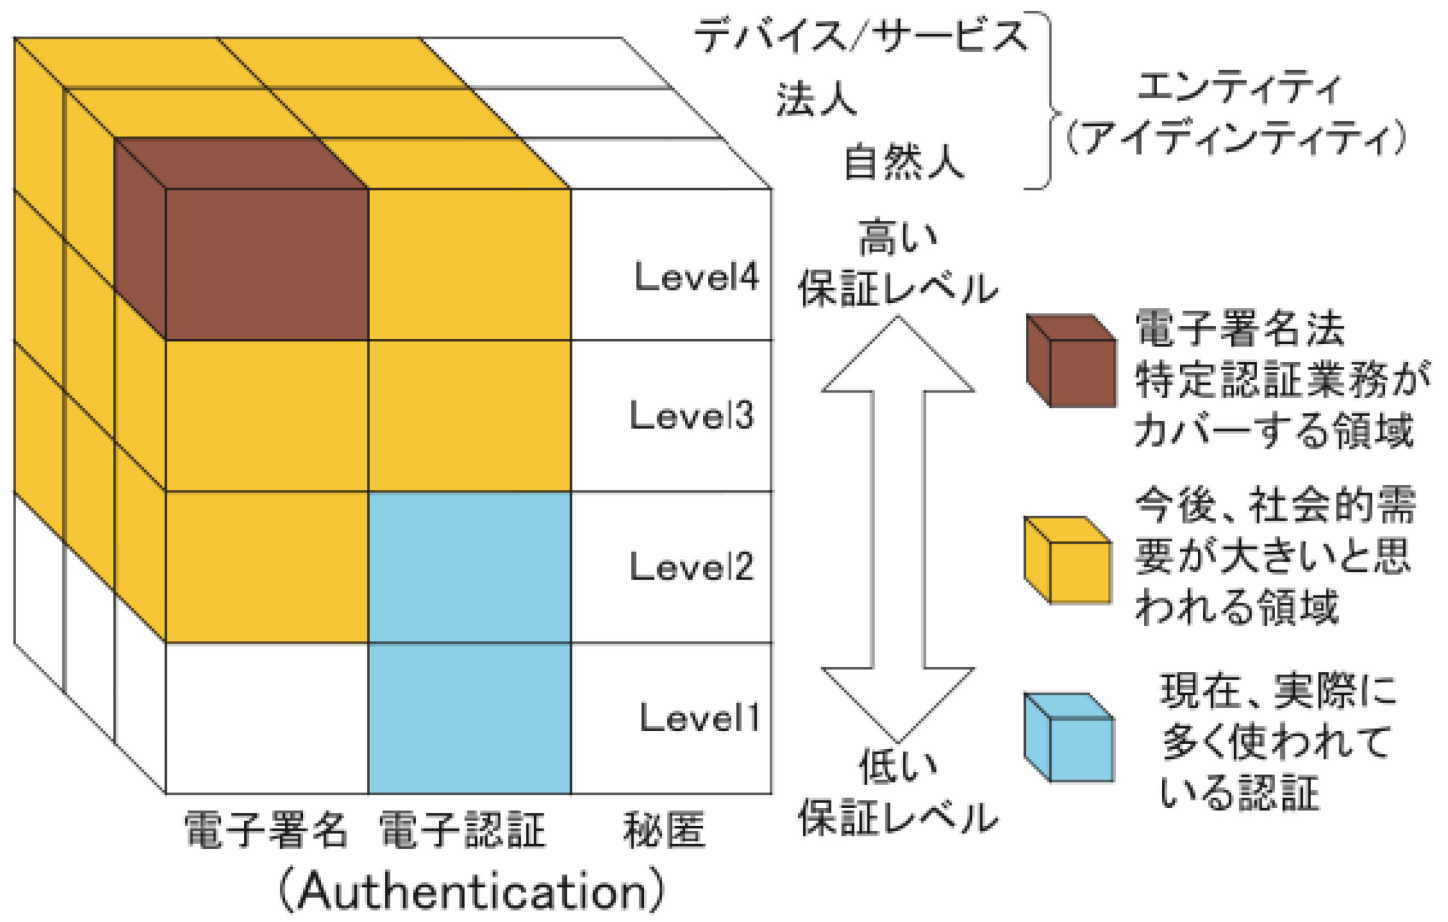 デバイス/サービス
法人
自然人
エンティティ
(アイディンティティ)
高い
保証レベル
Level4
Level3
Level2
Level1
低い
保証レベル
電子署名法
特定認証業務が
カバーする領域
今後、社会的需
要が大きいと思
われる領域
現在、実際に
多く使われて
いる認証
電子署名 電子認証 秘匿
(Authentication)